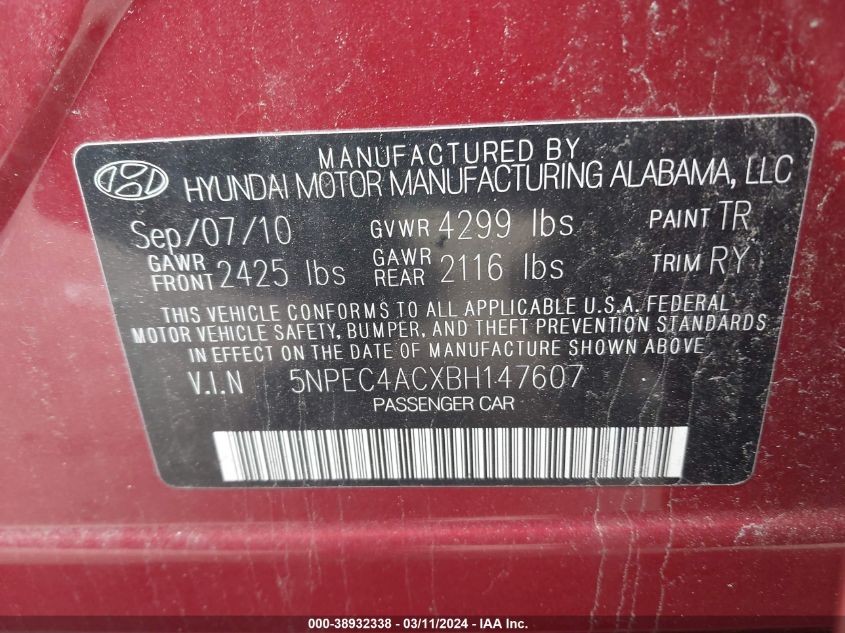 MANUFACTURED BY
HYUNDAI MOTOR MANUFACTURING ALABAMA, LLC
Sep/07/10 GVWR 4299 lbs PAINT TR
GAWR FRONT 2425 lbs GAWR REAR 2116 lbs TRIM RY
THIS VEHICLE CONFORMS TO ALL APPLICABLE U.S.A. FEDERAL
MOTOR VEHICLE SAFETY, BUMPER, AND THEFT PREVENTION STANDARDS
IN EFFECT ON THE DATE OF MANUFACTURE SHOWN ABOVE
V.I.N 5NPEC4ACXBH147607
PASSENGER CAR
000-38932338 - 03/11/2024 - IAA Inc.